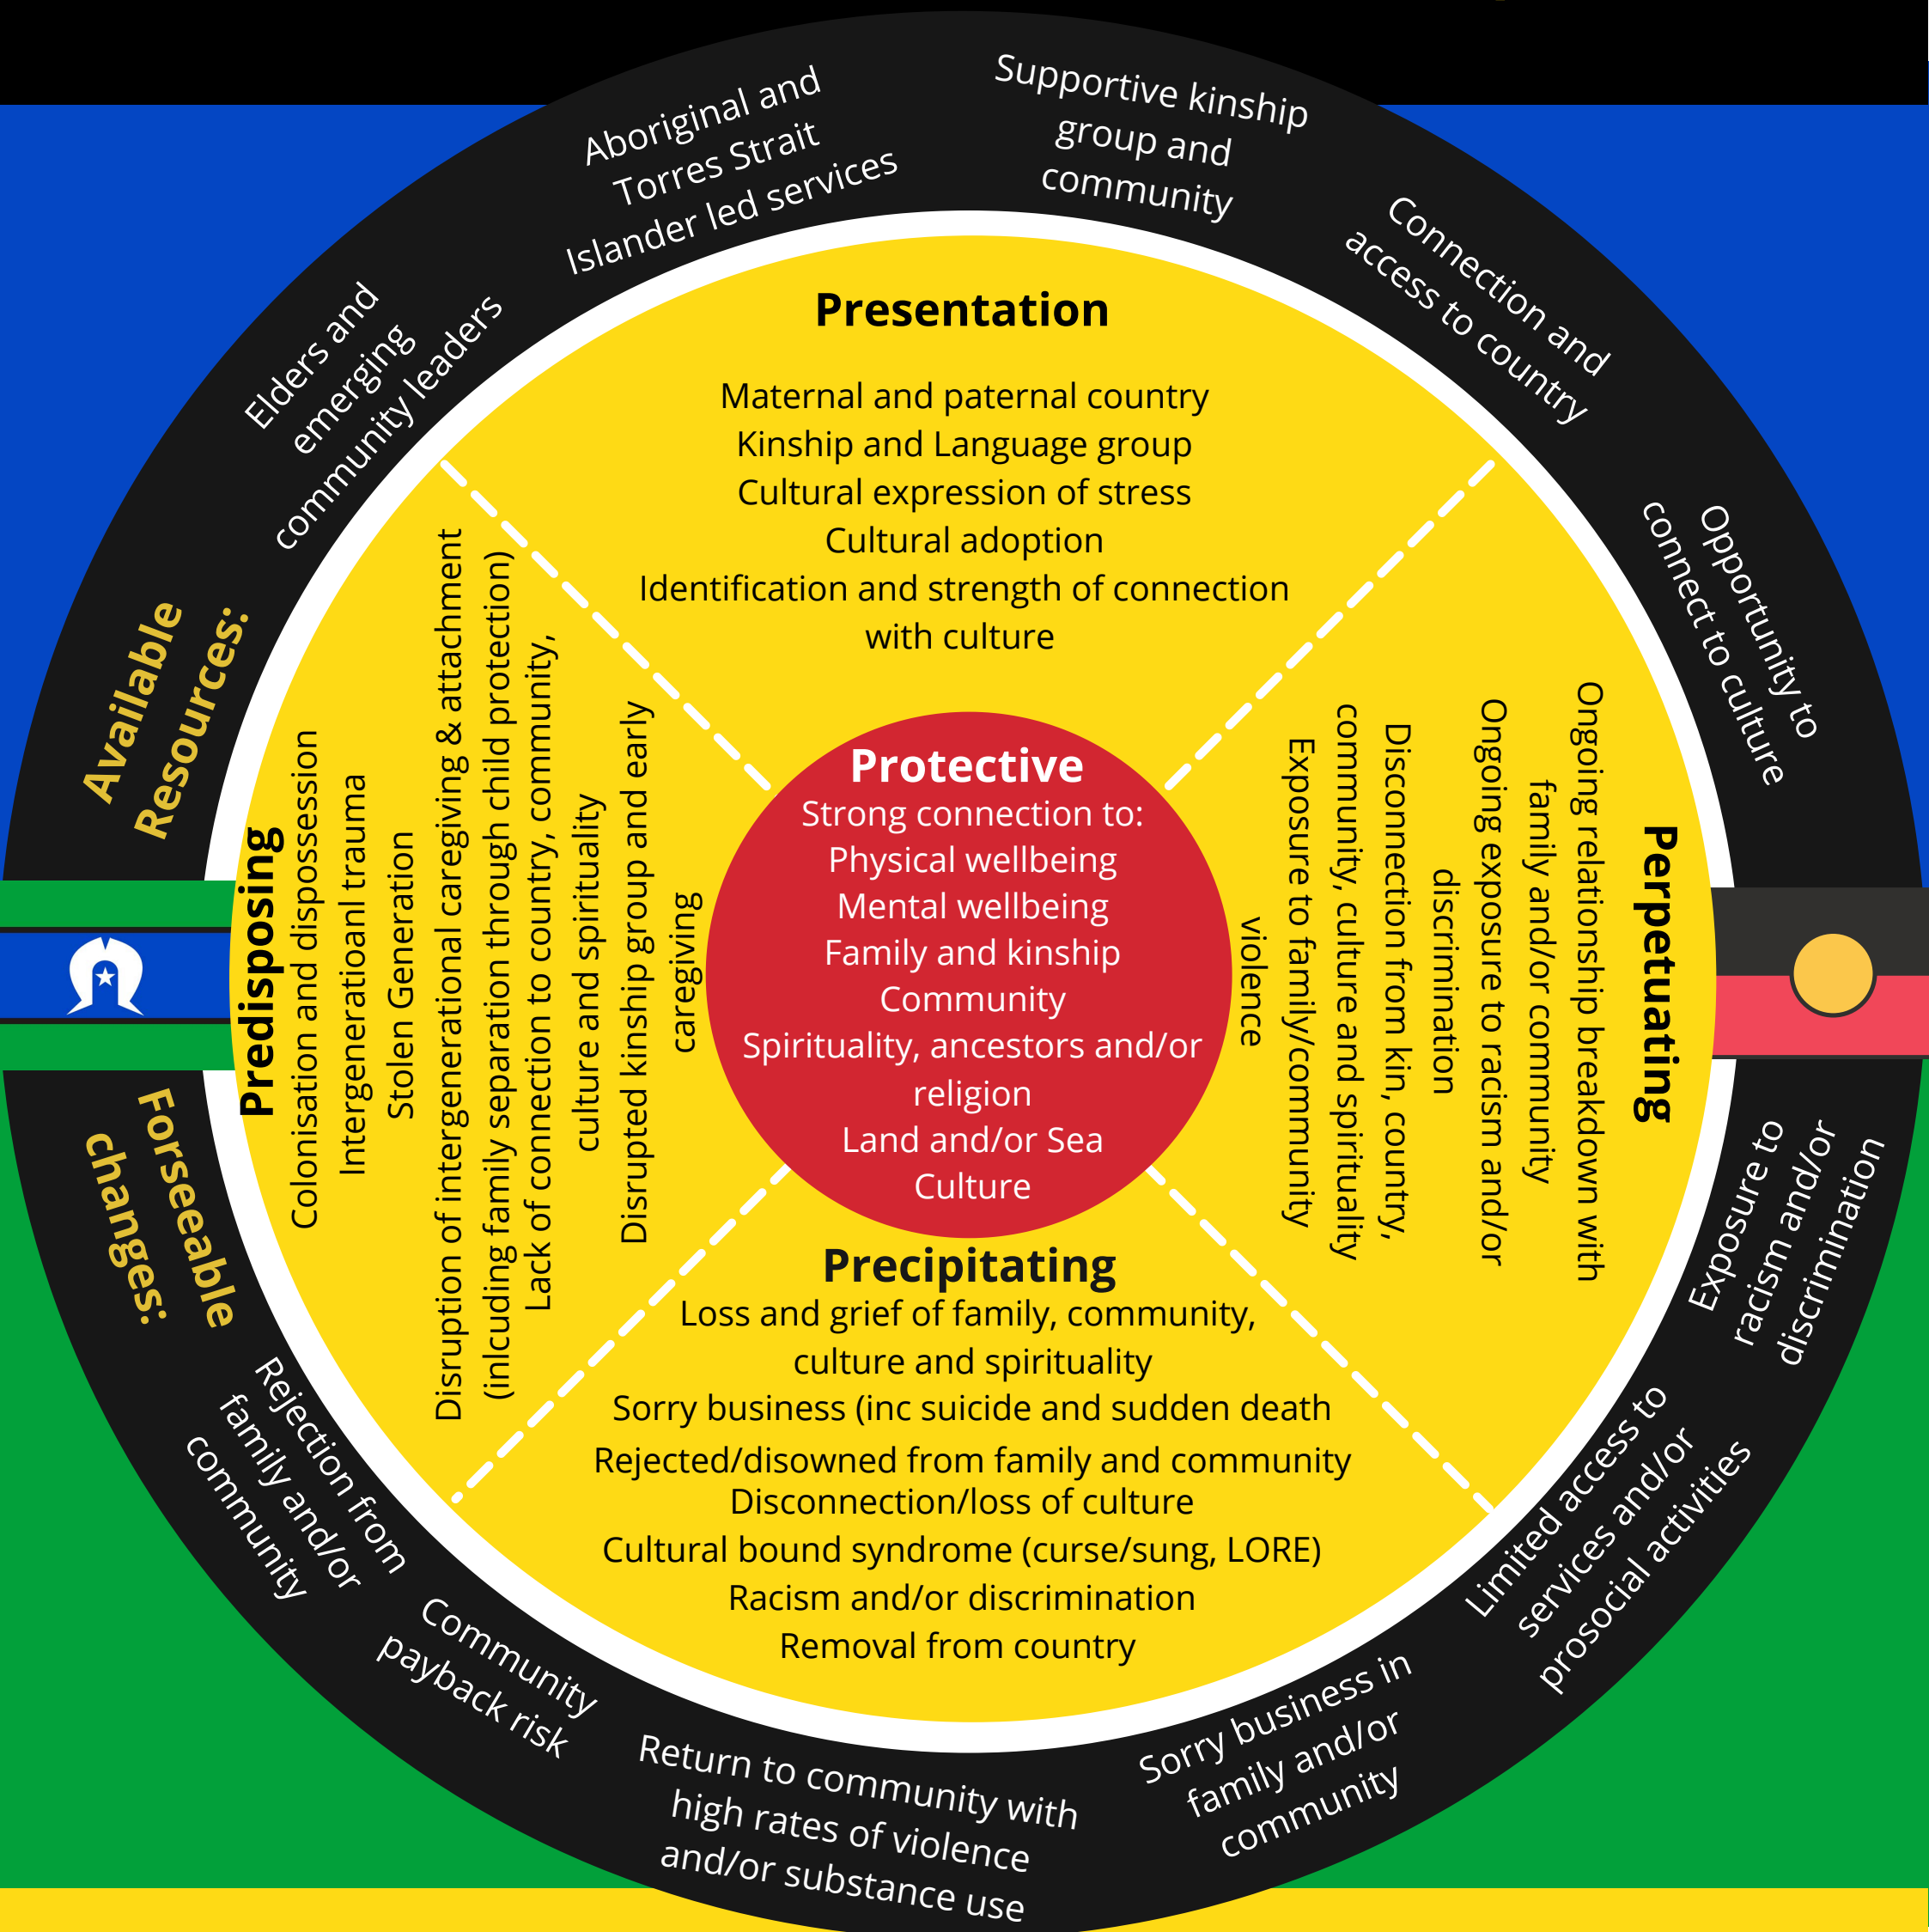 Available
Resources:
Elders and
emerging
community leaders
Aboriginal and
Torres Strait
Islander led services
Supportive kinship
group and
community
Connection and
access to country
Opportunity to
connect to culture
Presentation
Maternal and paternal country
Kinship and Language group
Cultural expression of stress
Cultural adoption
Identification and strength of connection
with culture
Predisposing
Colonisation and dispossession
Intergenerationanl trauma
Stolen Generation
Disruption of intergenerational caregiving & attachment
(inlcuding family separation through child protection)
Lack of connection to country, community,
culture and spirituality
Disrupted kinship group and early
caregiving
Protective
Strong connection to:
Physical wellbeing
Mental wellbeing
Family and kinship
Community
Spirituality, ancestors and/or
religion
Land and/or Sea
Culture
Perpetuating
Ongoing relationship breakdown with
family and/or community
Ongoing exposure to racism and/or
discrimination
Disconnection from kin, country,
community, culture and spirituality
Exposure to family/community
violence
Precipitating
Loss and grief of family, community,
culture and spirituality
Sorry business (inc suicide and sudden death
Rejected/disowned from family and community
Disconnection/loss of culture
Cultural bound syndrome (curse/sung, LORE)
Racism and/or discrimination
Removal from country
Forseeable
changes:
Rejection from
family and/or
community
Community
payback risk
Return to community with
high rates of violence
and/or substance use
Sorry business in
family and/or
community
Limited access to
services and/or
prosocial activities
Exposure to
racism and/or
discrimination